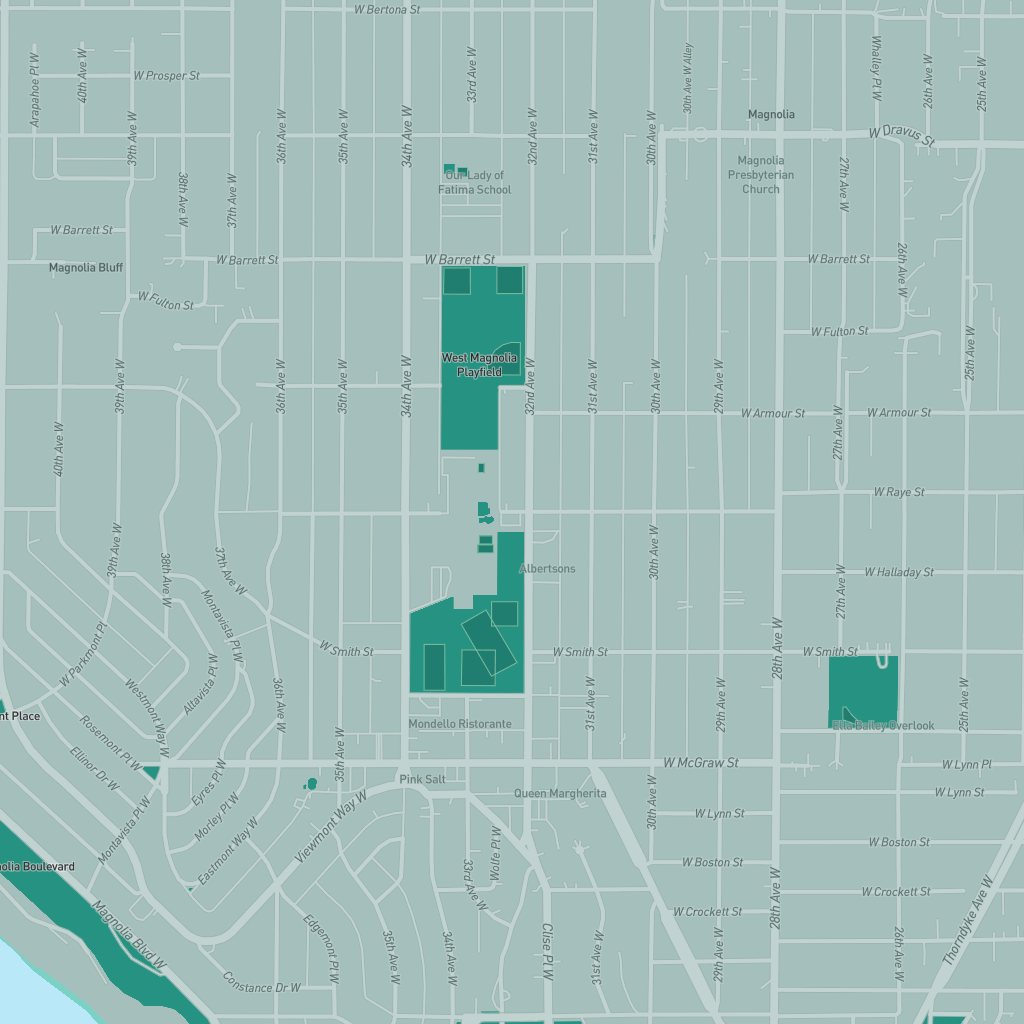 W Bertona St
Arapahoe Pl W
40th Ave W
W Prosper St
33rd Ave W
30th Ave W Alley
Whalley Pl W
26th Ave W
25th Ave W
39th Ave W
36th Ave W
35th Ave W
34th Ave W
32nd Ave W
31st Ave W
30th Ave W
Magnolia
W Dravus St
38th Ave W
37th Ave W
Our Lady of
Fatima School
Magnolia
Presbyterian
Church
27th Ave W
W Barrett St
Magnolia Bluff
W Barrett St
W Barrett St
W Barrett St
26th Ave W
W Fulton St
W Fulton St
39th Ave W
36th Ave W
35th Ave W
34th Ave W
West Magnolia
Playfield
32nd Ave W
31st Ave W
30th Ave W
29th Ave W
25th Ave W
W Armour St
W Armour St
40th Ave W
27th Ave W
W Raye St
39th Ave W
38th Ave W
37th Ave W
30th Ave W
Albertsons
W Halladay St
27th Ave W
Montavista Pl W
W Parkmont Pl
W Smith St
W Smith St
28th Ave W
W Smith St
Altavista Pl W
Westmont Way W
36th Ave W
31st Ave W
29th Ave W
25th Ave W
nt Place
Rosemont Pl W
Mondello Ristorante
Ella Bailey Overlook
Ellinor Dr W
35th Ave W
W McGraw St
W Lynn Pl
Eyres Pl W
Pink Salt
Queen Margherita
W Lynn St
Montavista Pl W
Morley Pl W
Viewmont Way W
30th Ave W
W Lynn St
Eastmont Way W
Wolfe Pl W
W Boston St
W Boston St
nolia Boulevard
33rd Ave W
28th Ave W
W Crockett St
W Crockett St
Thorndyke Ave W
Magnolia Blvd W
Edgemont Pl W
35th Ave W
34th Ave W
Clise Pl W
31st Ave W
29th Ave W
26th Ave W
Constance Dr W